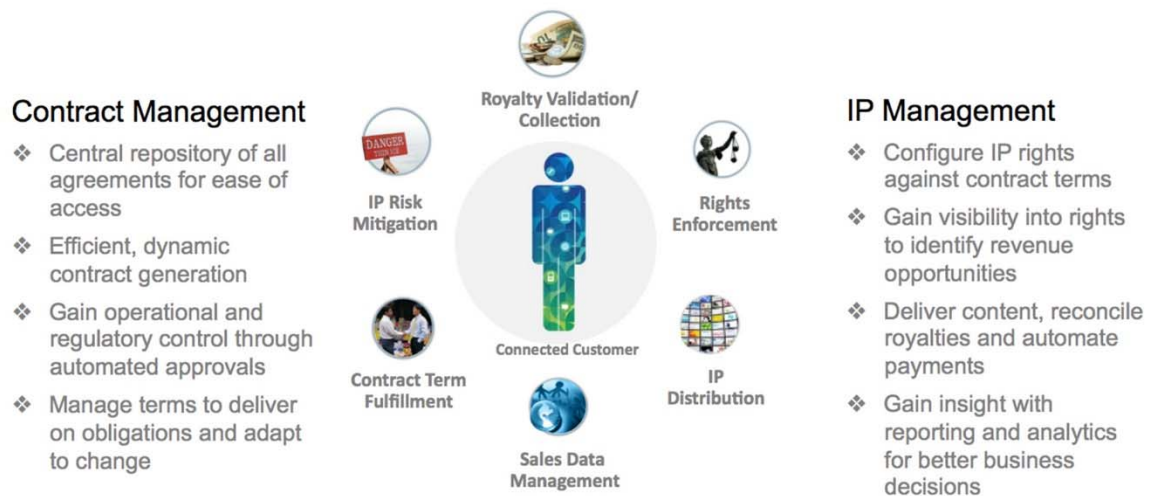 Contract Management
❖ Central repository of all
agreements for ease of
access
❖ Efficient, dynamic
contract generation
❖ Gain operational and
regulatory control through
automated approvals
❖ Manage terms to deliver
on obligations and adapt
to change
Royalty Validation/
Collection
DANGER
IP Risk
Mitigation
Rights
Enforcement
Connected Customer
Contract Term
Fulfillment
IP
Distribution
Sales Data
Management
IP Management
❖ Configure IP rights
against contract terms
❖ Gain visibility into rights
to identify revenue
opportunities
❖ Deliver content, reconcile
royalties and automate
payments
❖ Gain insight with
reporting and analytics
for better business
decisions